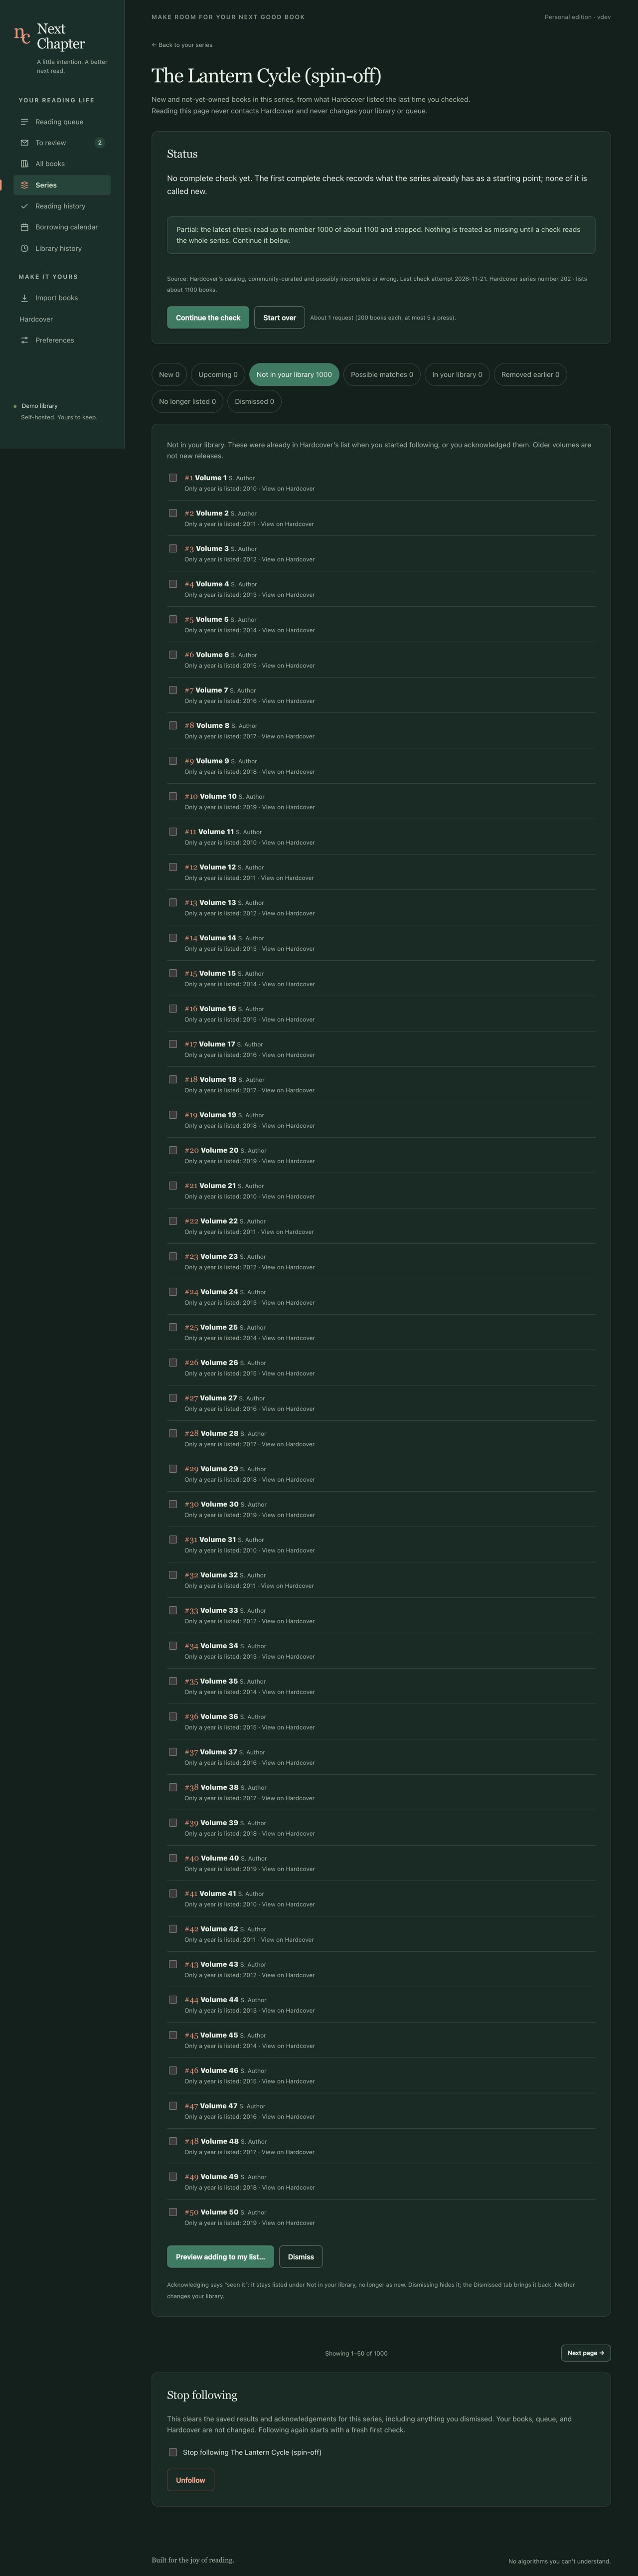 nc Next
Chapter
A little intention. A better
next read.
YOUR READING LIFE
Reading queue
To review 2
All books
Series
Reading history
Borrowing calendar
Library history
MAKE IT YOURS
Import books
Hardcover
Preferences
Demo library
Self-hosted. Yours to keep.
MAKE ROOM FOR YOUR NEXT GOOD BOOK
Personal edition · vdev
← Back to your series
The Lantern Cycle (spin-off)
New and not-yet-owned books in this series, from what Hardcover listed the last time you checked.
Reading this page never contacts Hardcover and never changes your library or queue.
Status
No complete check yet. The first complete check records what the series already has as a starting point; none of it is
called new.
Partial: the latest check read up to member 1000 of about 1100 and stopped. Nothing is treated as missing until a check reads
the whole series. Continue it below.
Source: Hardcover's catalog, community-curated and possibly incomplete or wrong. Last check attempt 2026-11-21. Hardcover series number 202 · lists
about 1100 books.
Continue the check Start over About 1 request (200 books each, at most 5 a press).
New 0 Upcoming 0 Not in your library 1000 Possible matches 0 In your library 0 Removed earlier 0
No longer listed 0 Dismissed 0
Not in your library. These were already in Hardcover's list when you started following, or you acknowledged them. Older volumes are
not new releases.
#1 Volume 1 S. Author
Only a year is listed: 2010 · View on Hardcover
#2 Volume 2 S. Author
Only a year is listed: 2011 · View on Hardcover
#3 Volume 3 S. Author
Only a year is listed: 2012 · View on Hardcover
#4 Volume 4 S. Author
Only a year is listed: 2013 · View on Hardcover
#5 Volume 5 S. Author
Only a year is listed: 2014 · View on Hardcover
#6 Volume 6 S. Author
Only a year is listed: 2015 · View on Hardcover
#7 Volume 7 S. Author
Only a year is listed: 2016 · View on Hardcover
#8 Volume 8 S. Author
Only a year is listed: 2017 · View on Hardcover
#9 Volume 9 S. Author
Only a year is listed: 2018 · View on Hardcover
#10 Volume 10 S. Author
Only a year is listed: 2019 · View on Hardcover
#11 Volume 11 S. Author
Only a year is listed: 2010 · View on Hardcover
#12 Volume 12 S. Author
Only a year is listed: 2011 · View on Hardcover
#13 Volume 13 S. Author
Only a year is listed: 2012 · View on Hardcover
#14 Volume 14 S. Author
Only a year is listed: 2013 · View on Hardcover
#15 Volume 15 S. Author
Only a year is listed: 2014 · View on Hardcover
#16 Volume 16 S. Author
Only a year is listed: 2015 · View on Hardcover
#17 Volume 17 S. Author
Only a year is listed: 2016 · View on Hardcover
#18 Volume 18 S. Author
Only a year is listed: 2017 · View on Hardcover
#19 Volume 19 S. Author
Only a year is listed: 2018 · View on Hardcover
#20 Volume 20 S. Author
Only a year is listed: 2019 · View on Hardcover
#21 Volume 21 S. Author
Only a year is listed: 2010 · View on Hardcover
#22 Volume 22 S. Author
Only a year is listed: 2011 · View on Hardcover
#23 Volume 23 S. Author
Only a year is listed: 2012 · View on Hardcover
#24 Volume 24 S. Author
Only a year is listed: 2013 · View on Hardcover
#25 Volume 25 S. Author
Only a year is listed: 2014 · View on Hardcover
#26 Volume 26 S. Author
Only a year is listed: 2015 · View on Hardcover
#27 Volume 27 S. Author
Only a year is listed: 2016 · View on Hardcover
#28 Volume 28 S. Author
Only a year is listed: 2017 · View on Hardcover
#29 Volume 29 S. Author
Only a year is listed: 2018 · View on Hardcover
#30 Volume 30 S. Author
Only a year is listed: 2019 · View on Hardcover
#31 Volume 31 S. Author
Only a year is listed: 2010 · View on Hardcover
#32 Volume 32 S. Author
Only a year is listed: 2011 · View on Hardcover
#33 Volume 33 S. Author
Only a year is listed: 2012 · View on Hardcover
#34 Volume 34 S. Author
Only a year is listed: 2013 · View on Hardcover
#35 Volume 35 S. Author
Only a year is listed: 2014 · View on Hardcover
#36 Volume 36 S. Author
Only a year is listed: 2015 · View on Hardcover
#37 Volume 37 S. Author
Only a year is listed: 2016 · View on Hardcover
#38 Volume 38 S. Author
Only a year is listed: 2017 · View on Hardcover
#39 Volume 39 S. Author
Only a year is listed: 2018 · View on Hardcover
#40 Volume 40 S. Author
Only a year is listed: 2019 · View on Hardcover
#41 Volume 41 S. Author
Only a year is listed: 2010 · View on Hardcover
#42 Volume 42 S. Author
Only a year is listed: 2011 · View on Hardcover
#43 Volume 43 S. Author
Only a year is listed: 2012 · View on Hardcover
#44 Volume 44 S. Author
Only a year is listed: 2013 · View on Hardcover
#45 Volume 45 S. Author
Only a year is listed: 2014 · View on Hardcover
#46 Volume 46 S. Author
Only a year is listed: 2015 · View on Hardcover
#47 Volume 47 S. Author
Only a year is listed: 2016 · View on Hardcover
#48 Volume 48 S. Author
Only a year is listed: 2017 · View on Hardcover
#49 Volume 49 S. Author
Only a year is listed: 2018 · View on Hardcover
#50 Volume 50 S. Author
Only a year is listed: 2019 · View on Hardcover
Preview adding to my list... Dismiss
Acknowledging says "seen it": it stays listed under Not in your library, no longer as new. Dismissing hides it; the Dismissed tab brings it back. Neither
changes your library.
Showing 1–50 of 1000
Next page →
Stop following
This clears the saved results and acknowledgements for this series, including anything you dismissed. Your books, queue, and
Hardcover are not changed. Following again starts with a fresh first check.
Stop following The Lantern Cycle (spin-off)
Unfollow
Built for the joy of reading.
No algorithms you can't understand.